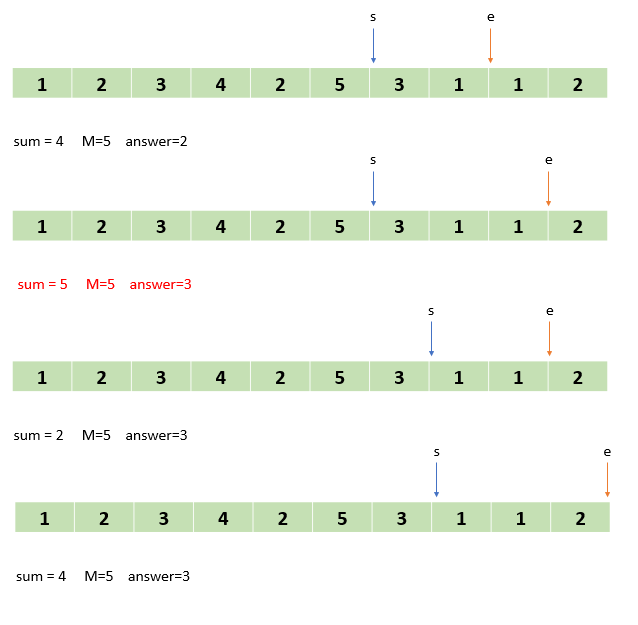 s e
1 2 3 4 2 5 3 1 1 2
sum = 4 M=5 answer=2
s e
1 2 3 4 2 5 3 1 1 2
sum = 5 M=5 answer=3
s e
1 2 3 4 2 5 3 1 1 2
sum = 2 M=5 answer=3
s e
1 2 3 4 2 5 3 1 1 2
sum = 4 M=5 answer=3